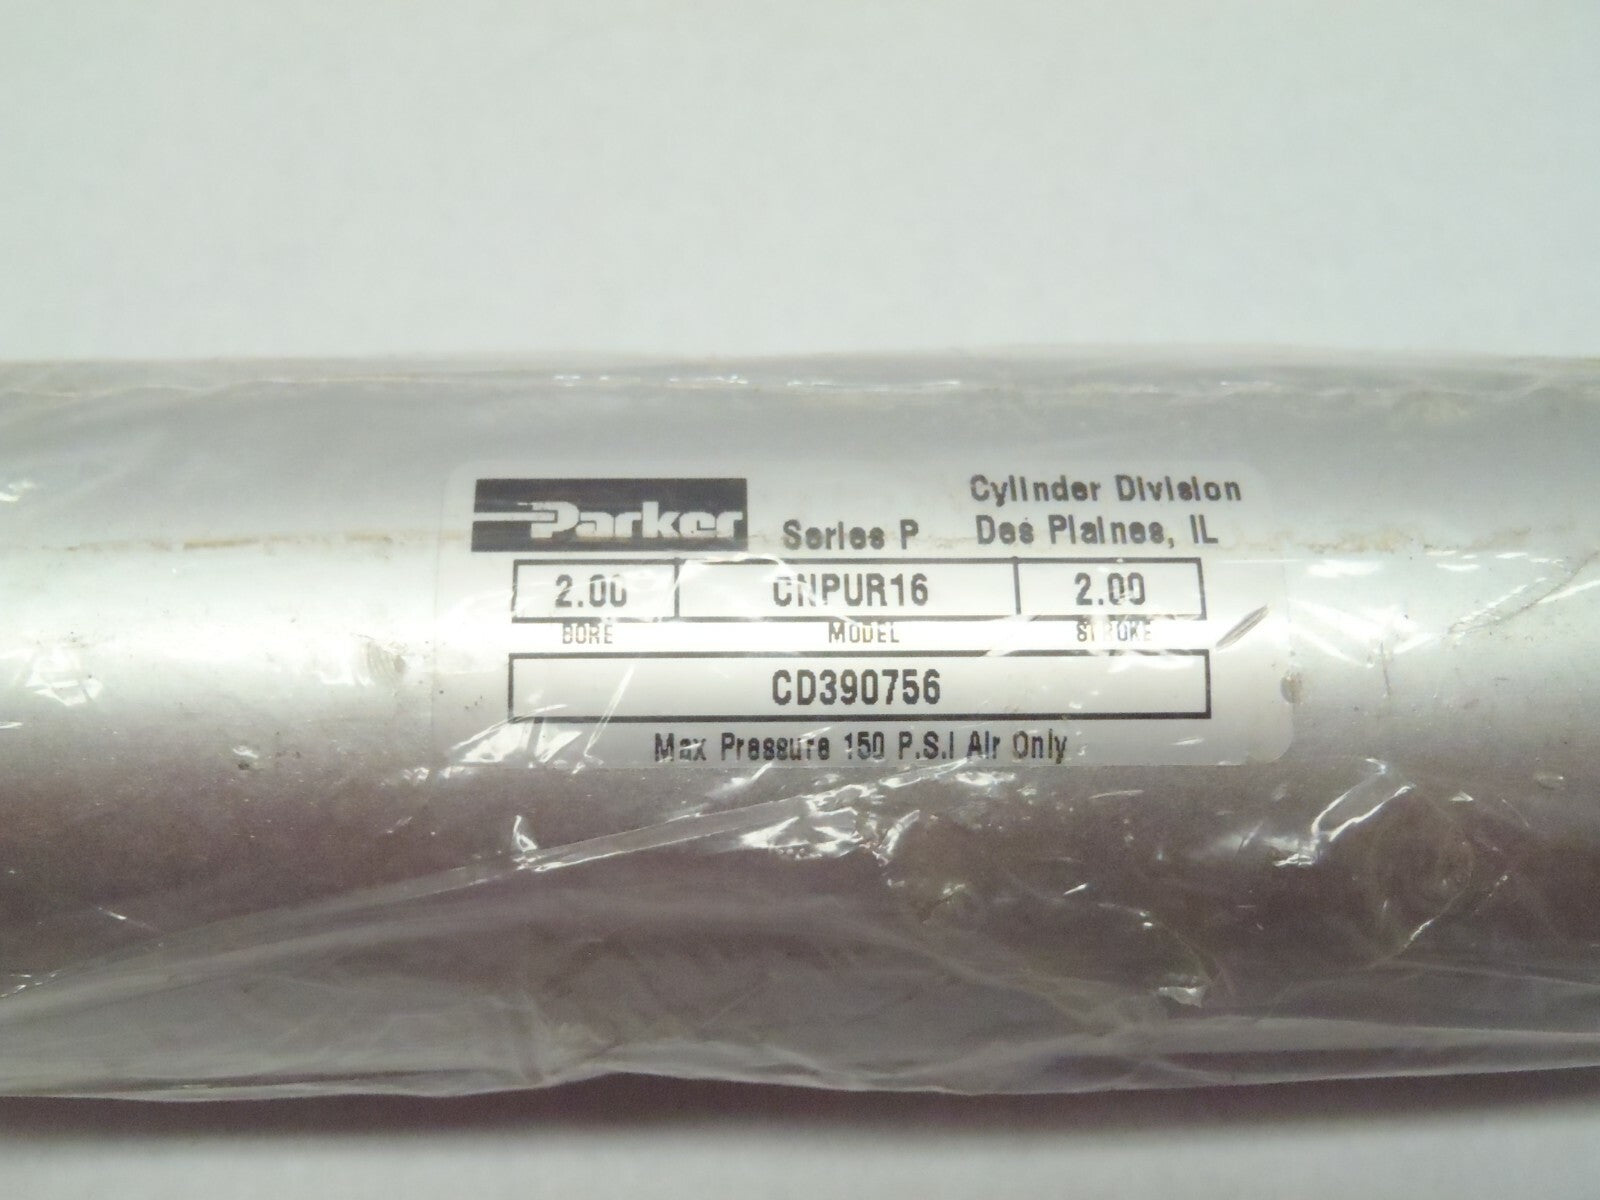 Parker Series P Cylinder Division
Des Plaines, IL
2.00 CNPUR16 2.00
BORE MODEL STROKE
CD390756
Max Pressure 150 P.S.I Air Only